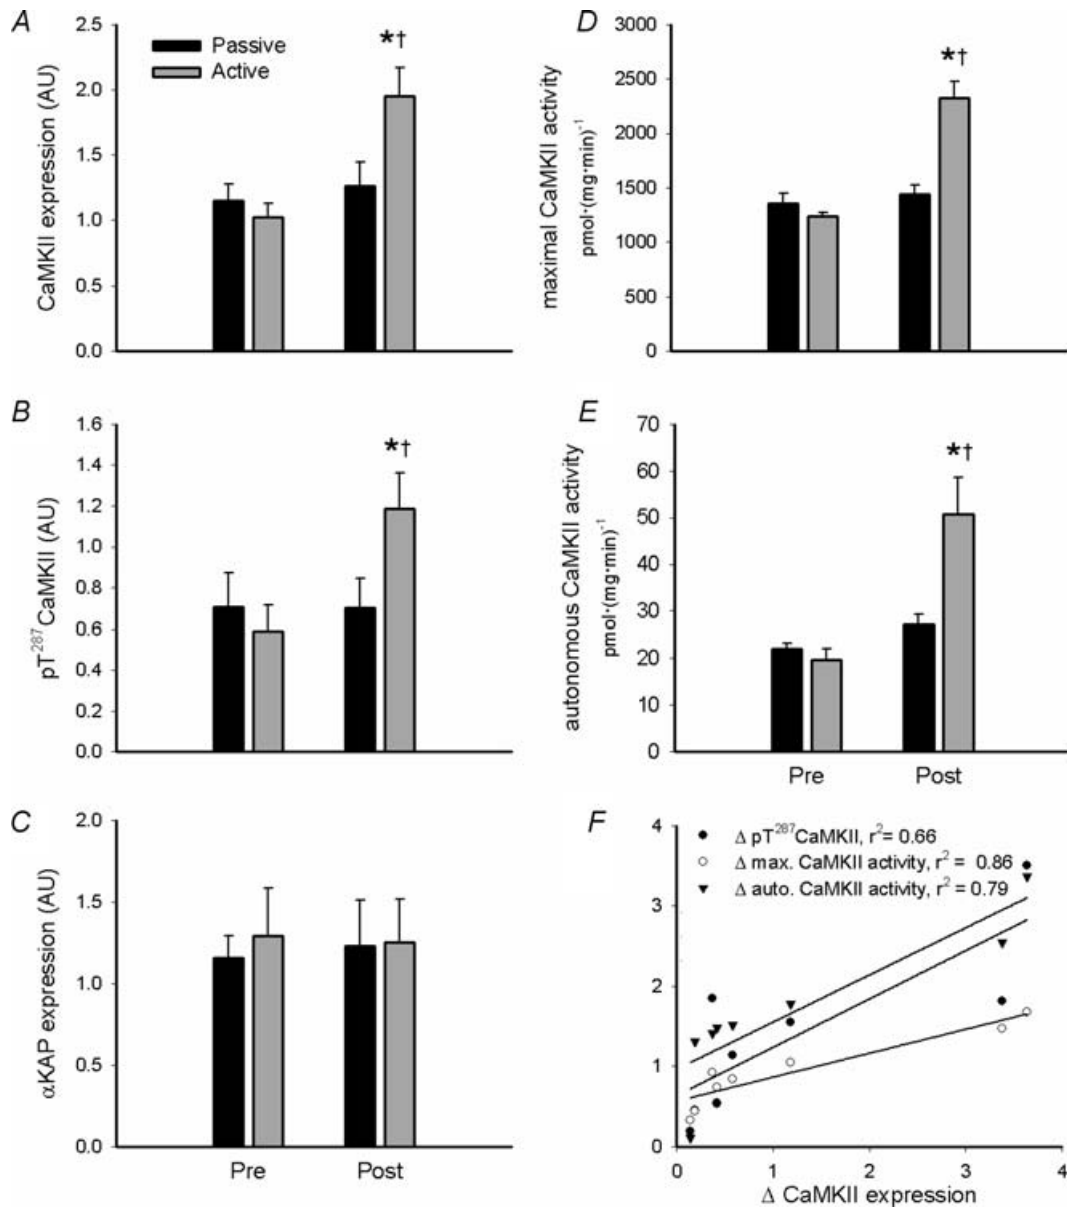 A
CaMKII expression (AU)
2.5
2.0
1.5
1.0
0.5
0.0
Passive
Active
*†
D
maximal CaMKII activity
pmol·(mg·min)⁻¹
3000
2500
2000
1500
1000
500
0
*†
B
pT²⁸⁷CaMKII (AU)
1.6
1.4
1.2
1.0
0.8
0.6
0.4
0.2
0.0
*†
E
autonomous CaMKII activity
pmol·(mg·min)⁻¹
70
60
50
40
30
20
10
0
*†
Pre Post
C
αKAP expression (AU)
2.0
1.5
1.0
0.5
0.0
Pre Post
F
4
3
2
1
0
Δ pT²⁸⁷CaMKII, r² = 0.66
Δ max. CaMKII activity, r² = 0.86
Δ auto. CaMKII activity, r² = 0.79
0 1 2 3 4
Δ CaMKII expression